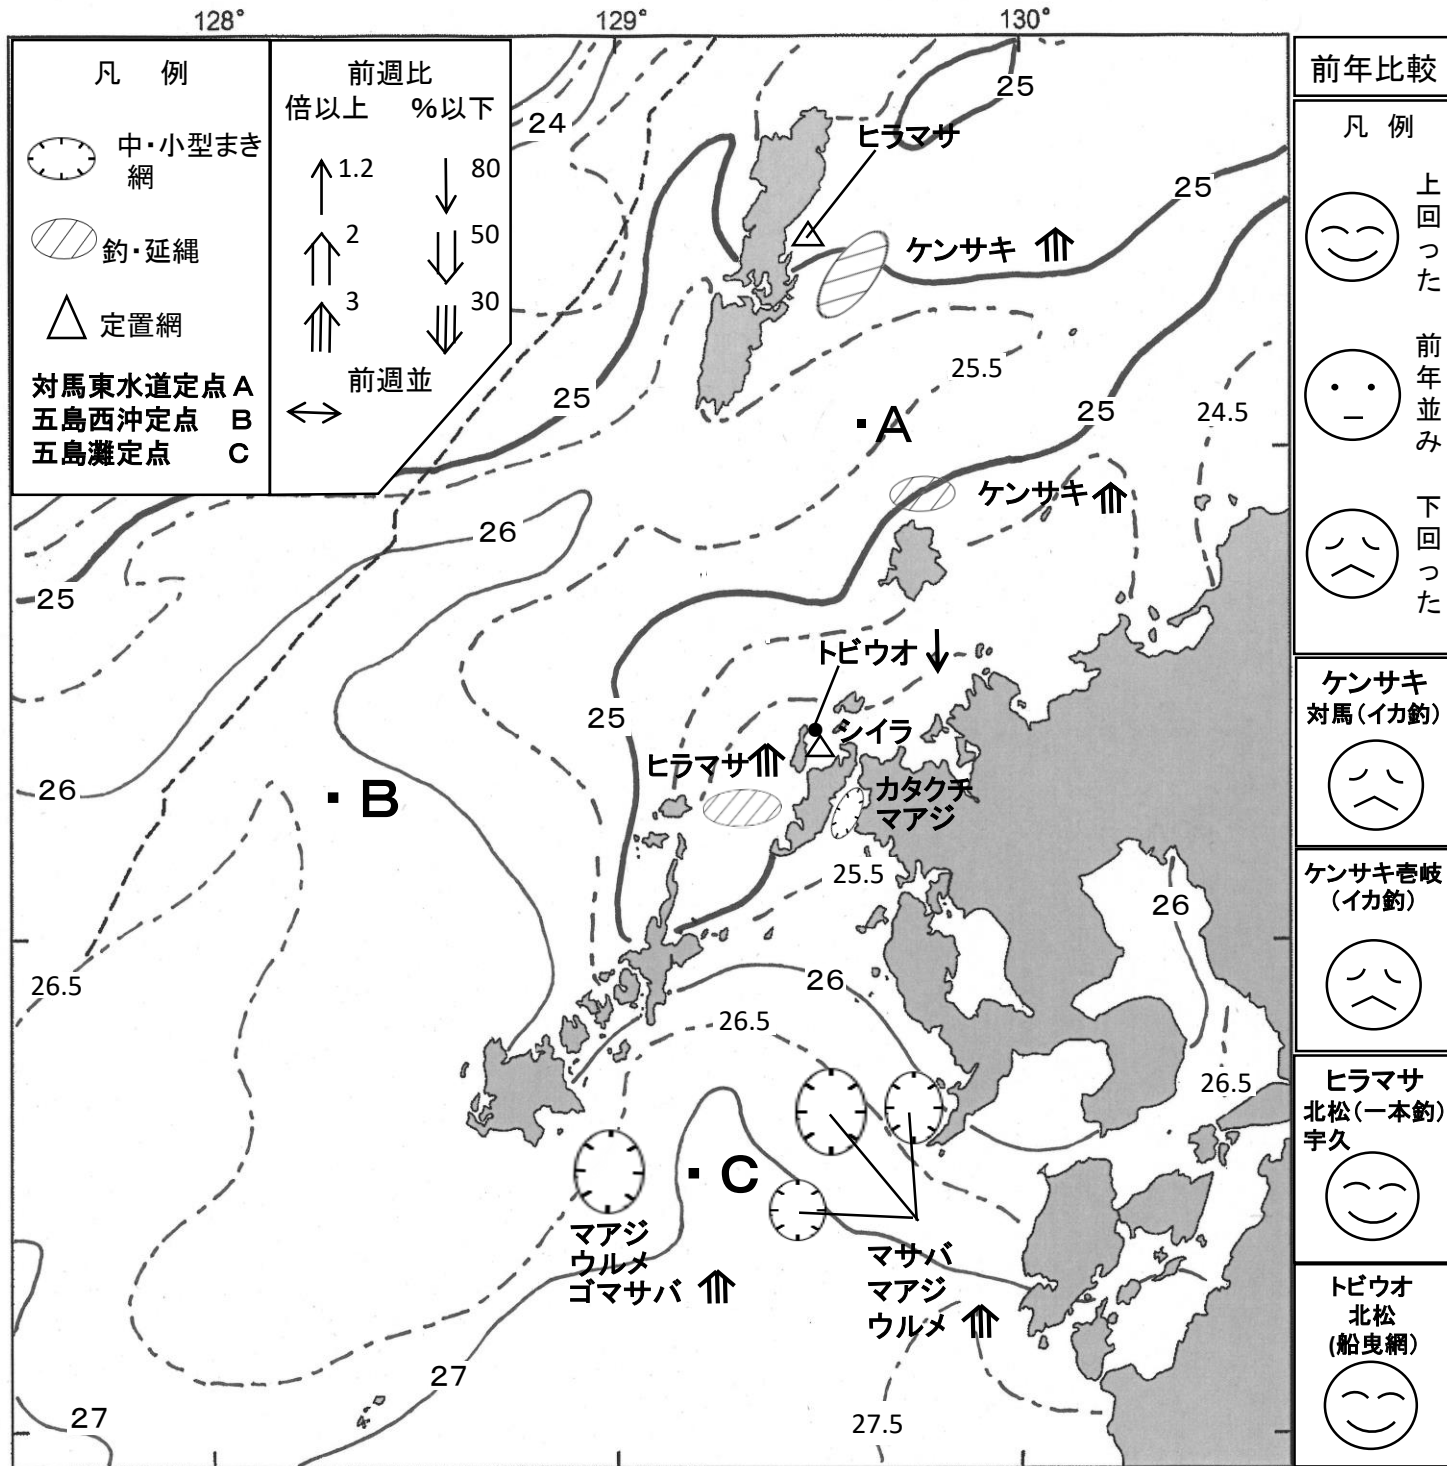 128°
129°
130°
凡 例
中・小型まき
網
釣・延縄
定置網
対馬東水道定点 A
五島西沖定点 B
五島灘定点 C
前週比
倍以上 %以下
1.2
80
2
50
3
30
前週並
24
25
ヒラマサ
25
ケンサキ
25.5
25
25
24.5
A
ケンサキ
26
25
トビウオ
25
シイラ
ヒラマサ
カタクチ
マアジ
26
B
25.5
26
26.5
26
26.5
26.5
C
マアジ
ウルメ
ゴマサバ
マサバ
マアジ
ウルメ
27
27
27.5
前年比較
凡 例
上回った
前年並み
下回った
ケンサキ
対馬(イカ釣)
ケンサキ壱岐
(イカ釣)
ヒラマサ
北松(一本釣)
宇久
トビウオ
北松
(船曳網)